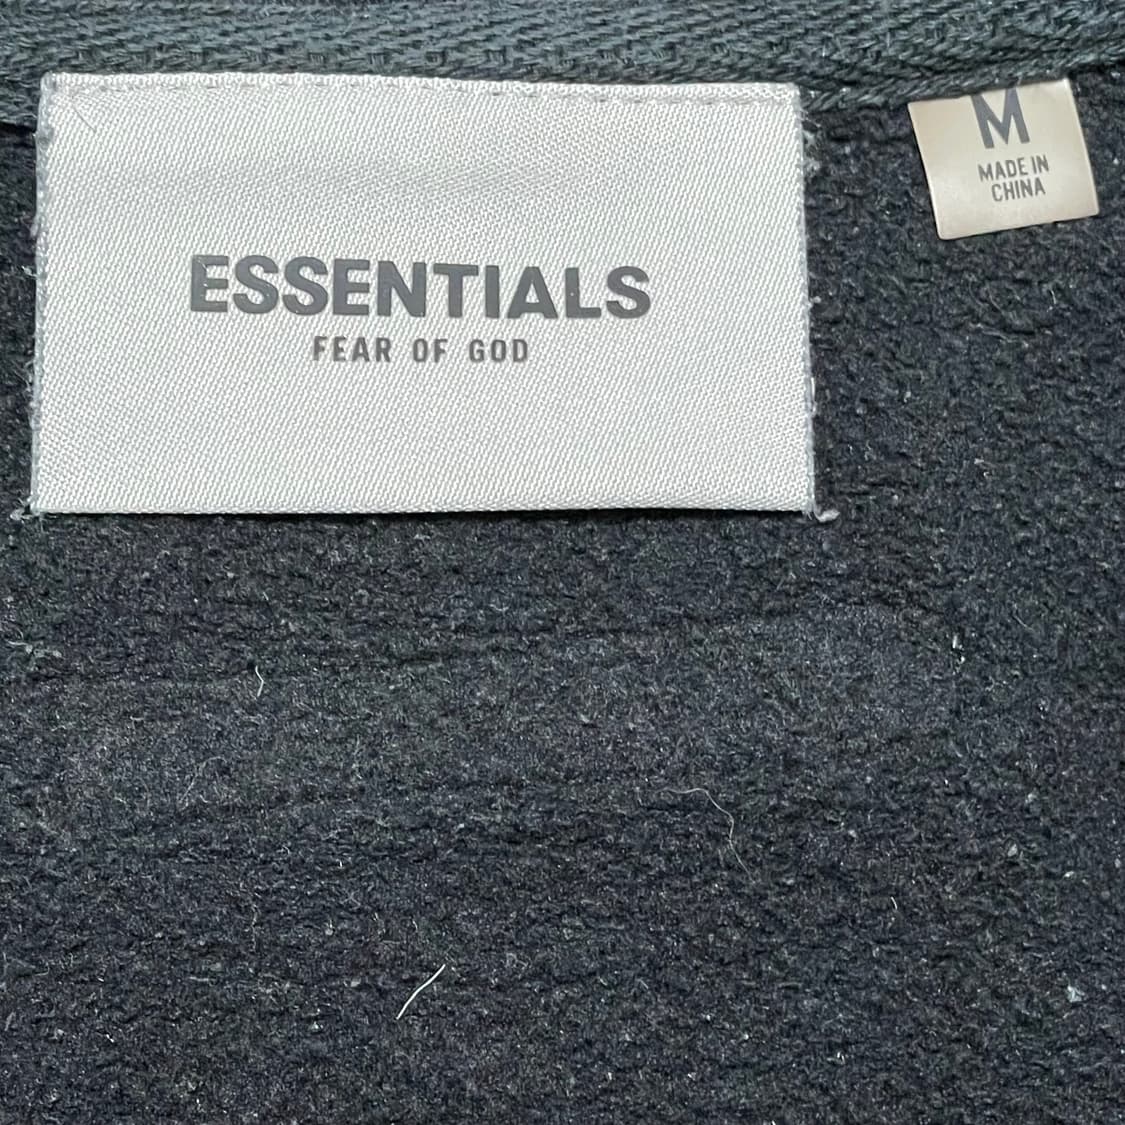 ESSENTIALS
FEAR OF GOD
M
MADE IN
CHINA